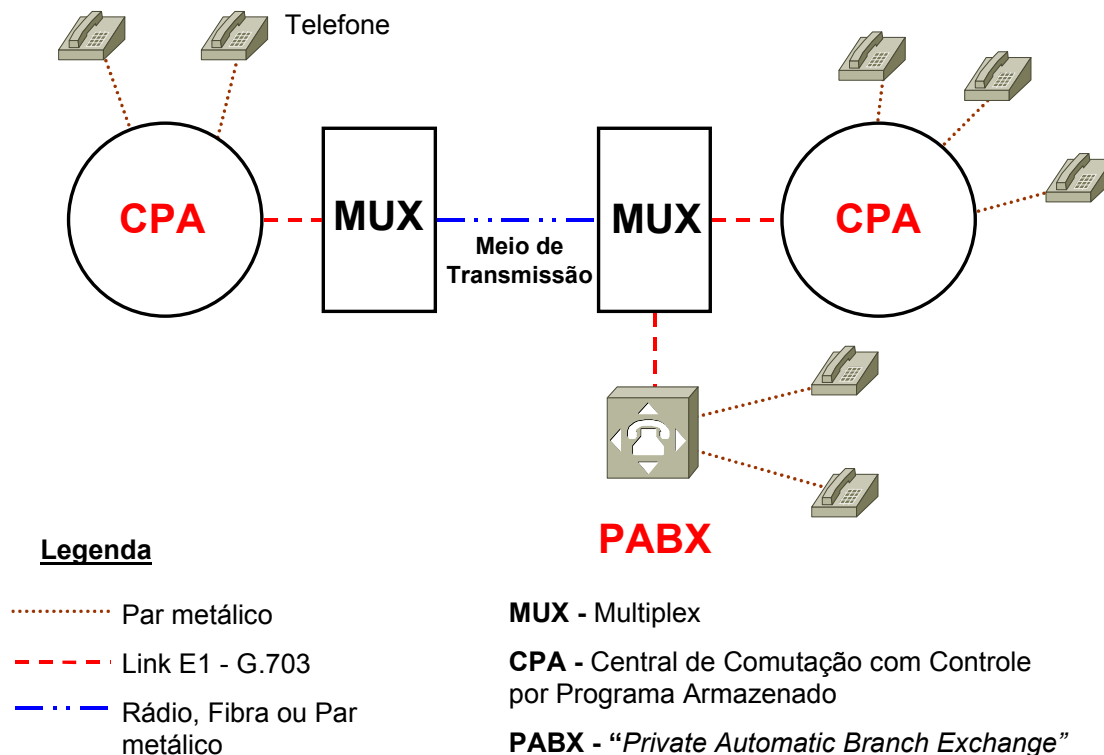 Telefone
CPA
MUX
Meio de
Transmissão
MUX
CPA
PABX
Legenda
Par metálico
Link E1 - G.703
Rádio, Fibra ou Par
metálico
MUX - Multiplex
CPA - Central de Comutação com Controle
por Programa Armazenado
PABX - “Private Automatic Branch Exchange”